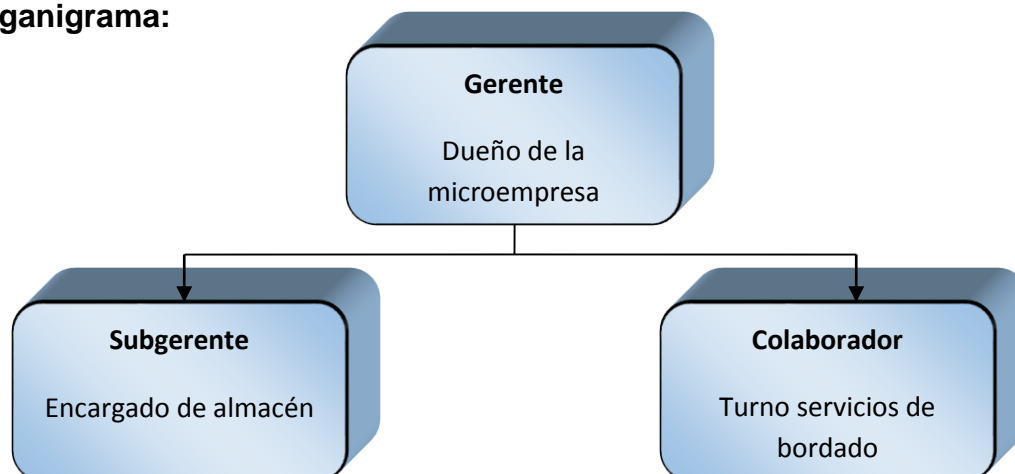 ganigrama:
Gerente
Dueño de la
microempresa
Subgerente
Encargado de almacén
Colaborador
Turno servicios de
bordado